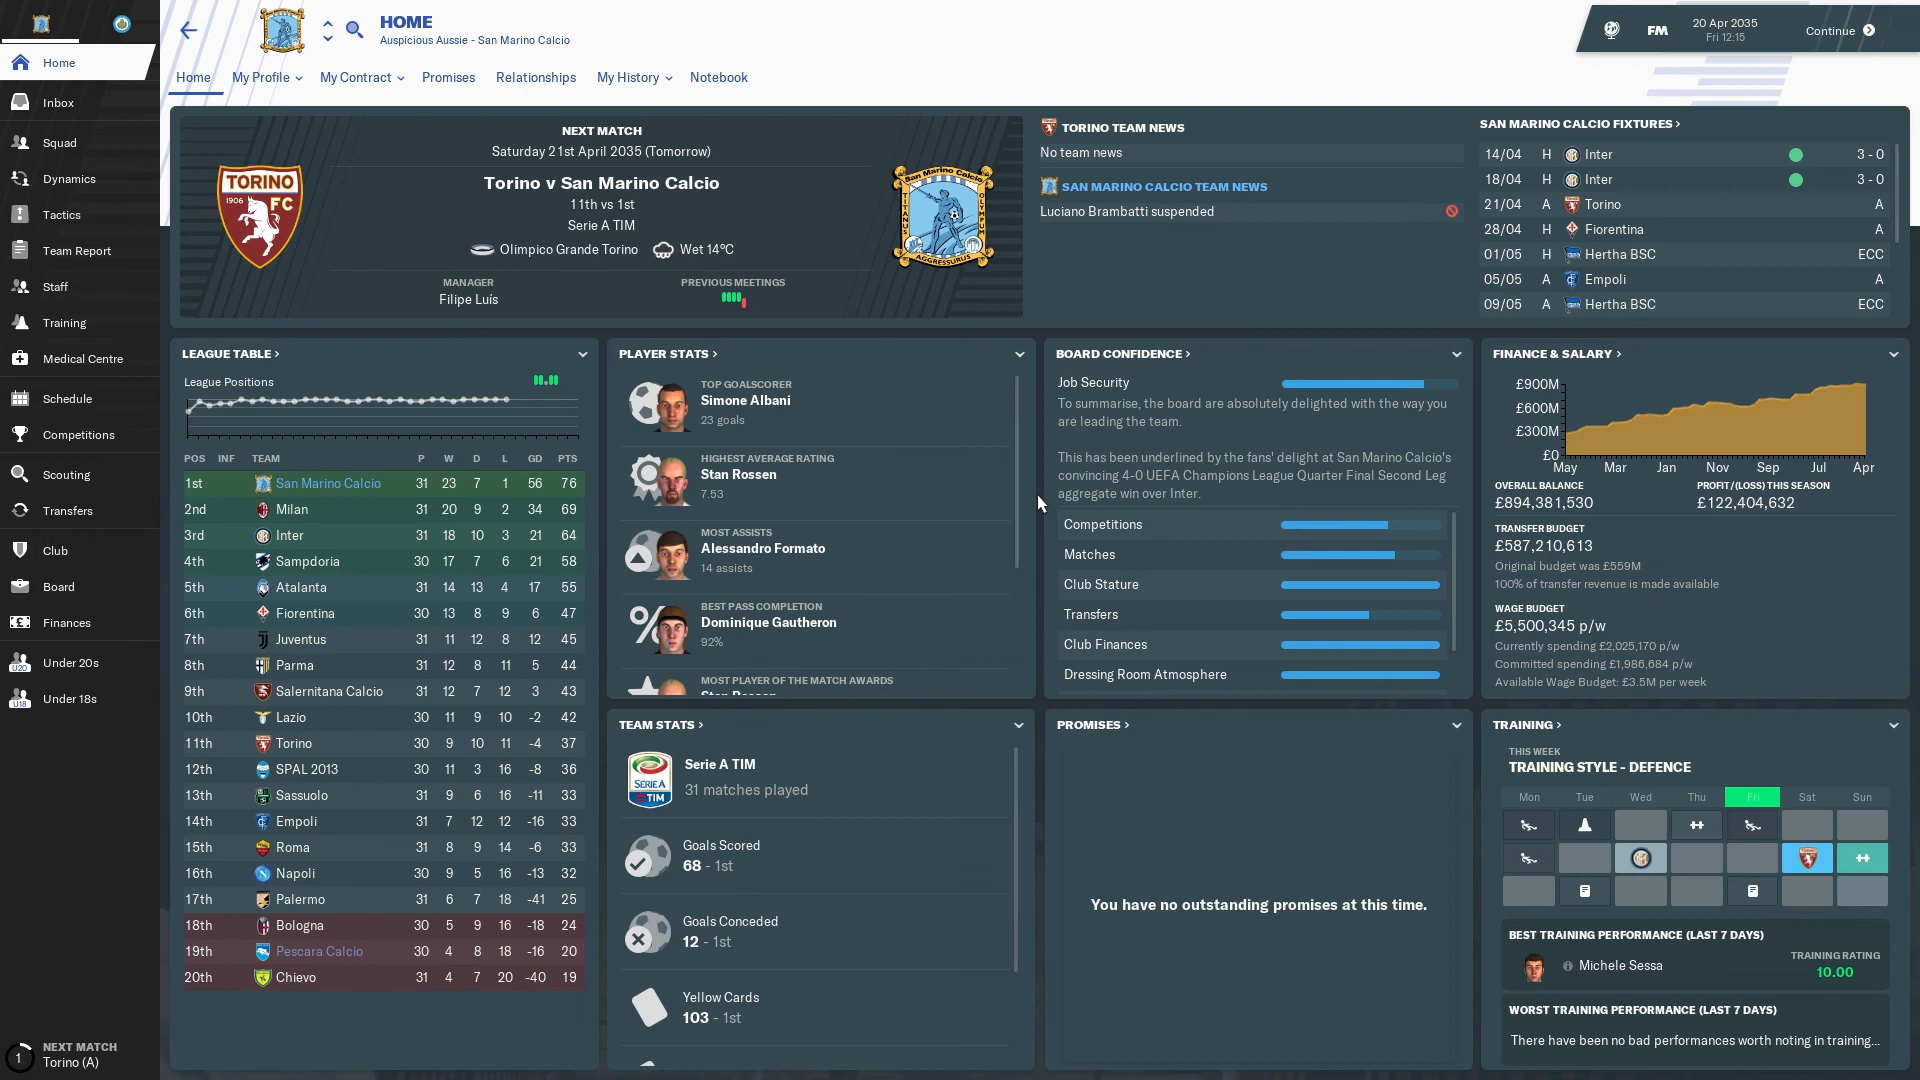 HOME
Auspicious Aussie - San Marino Calcio
FM
20 Apr 2035
Fri 12:15
Continue
Home
My Profile
My Contract
Promises
Relationships
My History
Notebook
Home
Inbox
Squad
Dynamics
Tactics
Team Report
Staff
Training
Medical Centre
Schedule
Competitions
Scouting
Transfers
Club
Board
Finances
U20
Under 20s
U18
Under 18s
1
NEXT MATCH
Torino (A)
NEXT MATCH
Saturday 21st April 2035 (Tomorrow)
Torino v San Marino Calcio
11th vs 1st
Serie A TIM
Olimpico Grande Torino
Wet 14ºC
MANAGER
Filipe Luís
PREVIOUS MEETINGS
TORINO
1906 FC
San Marino Calcio
TITANUS
OLYMPUM
AGGRESSURUS
TORINO TEAM NEWS
No team news
SAN MARINO CALCIO TEAM NEWS
Luciano Brambatti suspended
SAN MARINO CALCIO FIXTURES >
14/04 H Inter 3 - 0
18/04 H Inter 3 - 0
21/04 A Torino A
28/04 H Fiorentina A
01/05 H Hertha BSC ECC
05/05 A Empoli A
09/05 A Hertha BSC ECC
LEAGUE TABLE >
League Positions
POS INF TEAM P W D L GD PTS
1st San Marino Calcio 31 23 7 1 56 76
2nd Milan 31 20 9 2 34 69
3rd Inter 31 18 10 3 21 64
4th Sampdoria 30 17 7 6 21 58
5th Atalanta 31 14 13 4 17 55
6th Fiorentina 30 13 8 9 6 47
7th Juventus 31 11 12 8 12 45
8th Parma 31 12 8 11 5 44
9th Salernitana Calcio 31 12 7 12 3 43
10th Lazio 30 11 9 10 -2 42
11th Torino 30 9 10 11 -4 37
12th SPAL 2013 30 11 3 16 -8 36
13th Sassuolo 31 9 6 16 -11 33
14th Empoli 31 7 12 12 -16 33
15th Roma 31 8 9 14 -6 33
16th Napoli 30 9 5 16 -13 32
17th Palermo 31 6 7 18 -41 25
18th Bologna 30 5 9 16 -18 24
19th Pescara Calcio 30 4 8 18 -16 20
20th Chievo 31 4 7 20 -40 19
PLAYER STATS >
TOP GOALSCORER
Simone Albani
23 goals
HIGHEST AVERAGE RATING
Stan Rossen
7.53
MOST ASSISTS
Alessandro Formato
14 assists
BEST PASS COMPLETION
Dominique Gautheron
92%
MOST PLAYER OF THE MATCH AWARDS
Stan Rossen
BOARD CONFIDENCE >
Job Security
To summarise, the board are absolutely delighted with the way you
are leading the team.
This has been underlined by the fans' delight at San Marino Calcio's
convincing 4-0 UEFA Champions League Quarter Final Second Leg
aggregate win over Inter.
Competitions
Matches
Club Stature
Transfers
Club Finances
Dressing Room Atmosphere
FINANCE & SALARY >
£900M
£600M
£300M
£0
May Mar Jan Nov Sep Jul Apr
OVERALL BALANCE
£894,381,530
PROFIT/(LOSS) THIS SEASON
£122,404,632
TRANSFER BUDGET
£587,210,613
Original budget was £559M
100% of transfer revenue is made available
WAGE BUDGET
£5,500,345 p/w
Currently spending £2,025,170 p/w
Committed spending £1,986,684 p/w
Available Wage Budget: £3.5M per week
TEAM STATS >
SERIE A
TIM
Serie A TIM
31 matches played
Goals Scored
68 - 1st
Goals Conceded
12 - 1st
Yellow Cards
103 - 1st
PROMISES >
You have no outstanding promises at this time.
TRAINING >
THIS WEEK
TRAINING STYLE - DEFENCE
Mon Tue Wed Thu Fri Sat Sun
BEST TRAINING PERFORMANCE (LAST 7 DAYS)
Michele Sessa
TRAINING RATING
10.00
WORST TRAINING PERFORMANCE (LAST 7 DAYS)
There have been no bad performances worth noting in training...